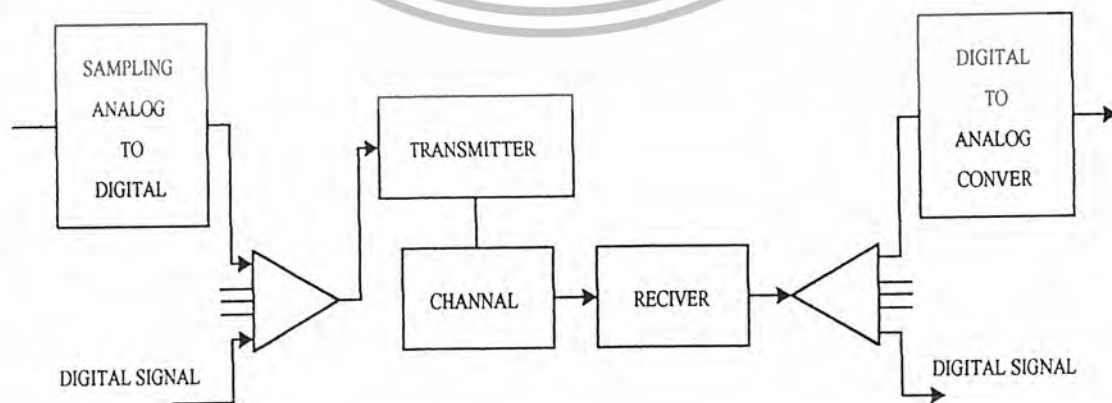 SAMPLING
ANALOG
TO
DIGITAL
TRANSMITTER
CHANNAL
RECIVER
DIGITAL
TO
ANALOG
CONVER
DIGITAL SIGNAL
DIGITAL SIGNAL